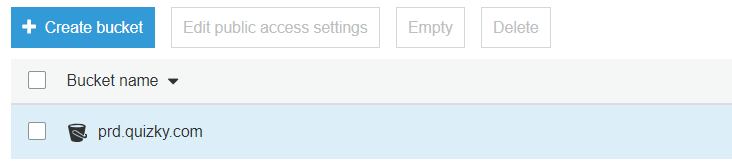 + Create bucket Edit public access settings Empty Delete
Bucket name
prd.quizky.com